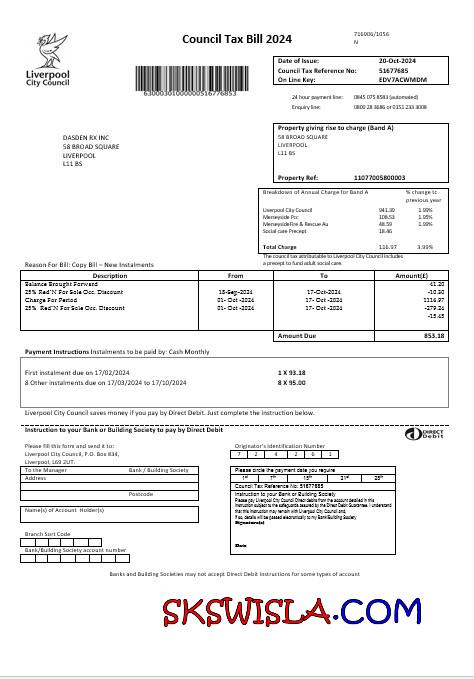 716906/1056
N
Council Tax Bill 2024
Liverpool
City Council
63000301000000516776853
Date of Issue: 20-Oct-2024
Council Tax Reference No: 51677685
On Line Key: EDV7ACWMDM
24 hour payment line: 0845 075 8583 (automated)
Enquiry line: 0800 28 3686 or 0151 233 3008
DASDEN RX INC
58 BROAD SQUARE
LIVERPOOL
L11 BS
Property giving rise to charge (Band A)
58 BROAD SQUARE
LIVERPOOL
L11 BS
Property Ref: 11077005800003
Breakdown of Annual Charge for Band A % change to
previous year
Liverpool City Council 941.39 1.99%
Merseyside Pcc 108.53 1.95%
MerseysideFire & Rescue Au 48.59 1.99%
Social care Precept 18.46
Total Charge 116.97 3.99%
The council tax attributable to Liverpool City Council includes
a precept to fund adult social care.
Reason For Bill: Copy Bill – New Instalments
Description From To Amount(£)
Balance Brought Forward 41.20
25% Red'N For Sole Occ. Discount 18-Sep-2024 17-Oct-2024 -10.30
Charge For Period 01- Oct -2024 17- Oct-2024 1116.97
25% Red'N For Sole Occ. Discount 01- Oct -2024 17- Oct-2024 -279.24
-15.45
Amount Due 853.18
Payment Instructions Instalments to be paid by: Cash Monthly
First instalment due on 17/02/2024 1 X 93.18
8 Other instalments due on 17/03/2024 to 17/10/2024 8 X 95.00
Liverpool City Council saves money if you pay by Direct Debit. Just complete the instruction below.
Instruction to your Bank or Building Society to pay by Direct Debit
DIRECT
Debit
Please fill this form and send it to:
Liverpool City Council, P.O. Box 834,
Liverpool, L69 2UT.
Originator's Identification Number
7 2 4 2 6 1
To the Manager Bank / Building Society
Address
Postcode
Name(s) of Account Holder(s)
Branch Sort Code
Bank/Building Society account number
Please circle the payment date you require
1st 7th 15th 21st 28th
Council Tax Reference No: 51677685
Instruction to your Bank or Building Society
Please pay Liverpool City Council Direct Debits from the account detailed in this
instruction subject to the safeguards assured by the Direct Debit Guarantee. I understand
that this instruction may remain with Liverpool City Council and,
if so, details will be passed electronically to my Bank/Building Society
Signature(s)
Date
Banks and Building Societies may not accept Direct Debit Instructions for some types of account
SKSWISLA.COM